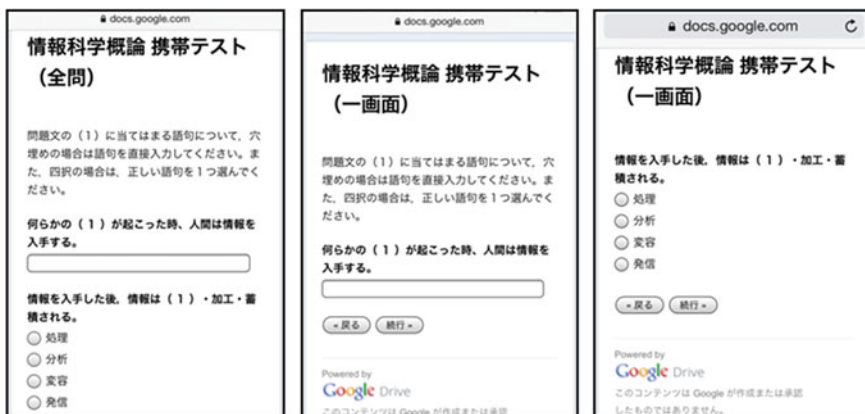 docs.google.com
情報科学概論 携帯テスト
（全問）
問題文の（1）に当てはまる語句について，穴
埋めの場合は語句を直接入力してください。ま
た，四択の場合は，正しい語句を1つ選んでく
ださい。
何らかの（ 1 ）が起こった時、人間は情報を
入手する。
情報を入手した後，情報は（ 1 ）・加工・蓄
積される。
処理
分析
変容
発信
docs.google.com
情報科学概論 携帯テスト
（一画面）
問題文の（1）に当てはまる語句について，穴
埋めの場合は語句を直接入力してください。ま
た，四択の場合は，正しい語句を1つ選んでく
ださい。
何らかの（ 1 ）が起こった時、人間は情報を
入手する。
« 戻る 続行 »
Powered by
Google Drive
このコンテンツは Google が作成または承認
docs.google.com
情報科学概論 携帯テスト
（一画面）
情報を入手した後，情報は（ 1 ）・加工・蓄
積される。
処理
分析
変容
発信
« 戻る 続行 »
Powered by
Google Drive
このコンテンツは Google が作成または承認
したものではありません。